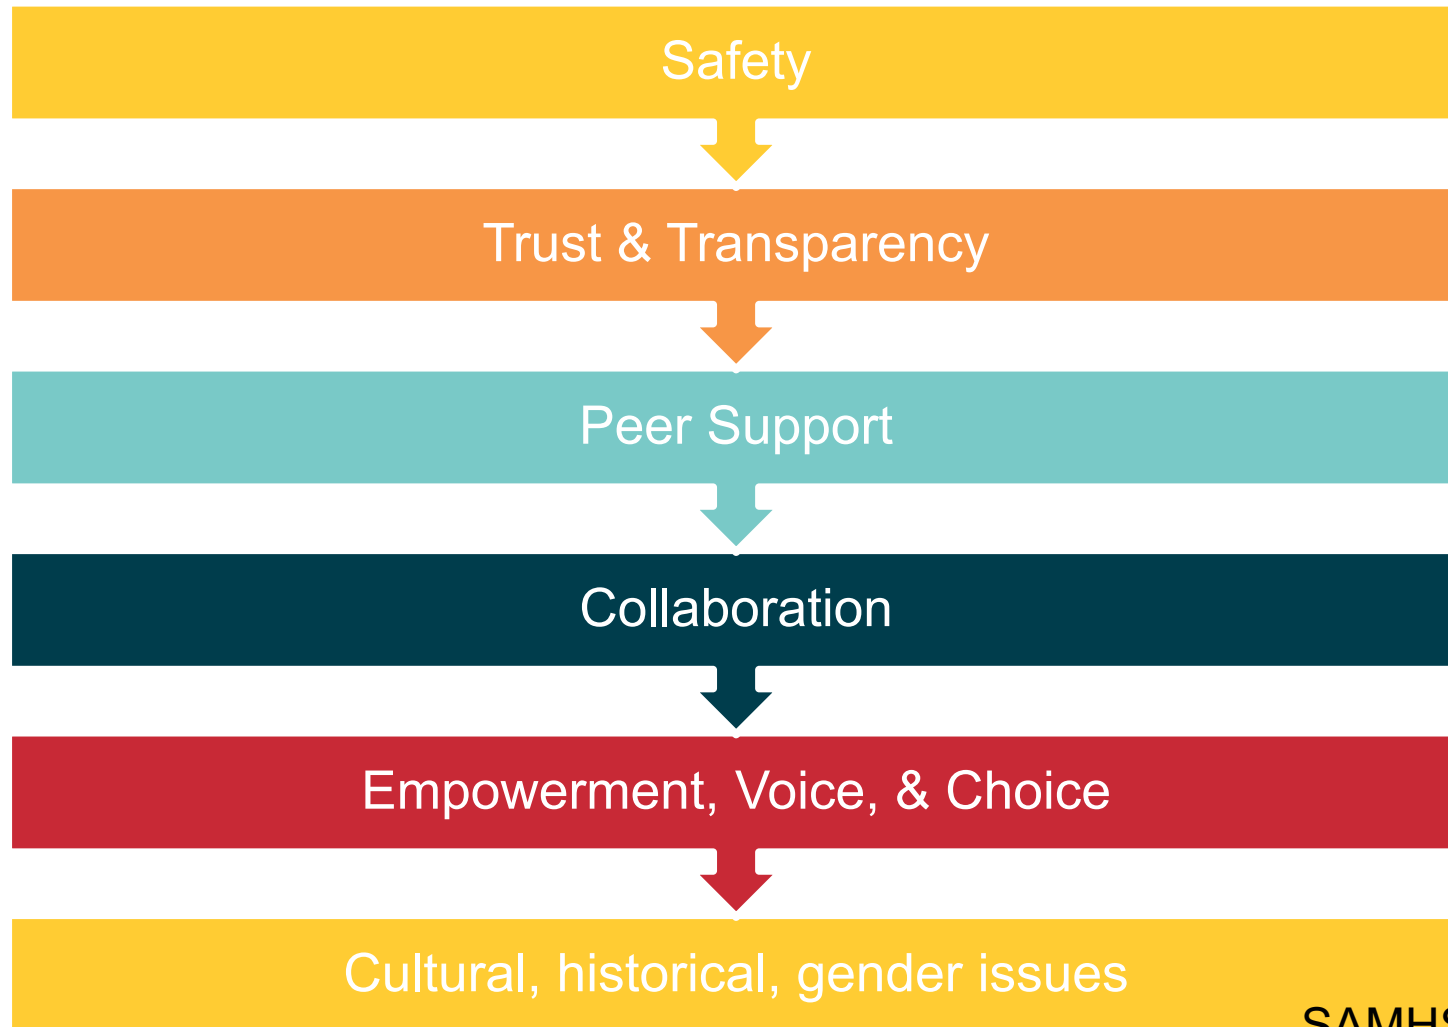 Safety
Trust & Transparency
Peer Support
Collaboration
Empowerment, Voice, & Choice
Cultural, historical, gender issues